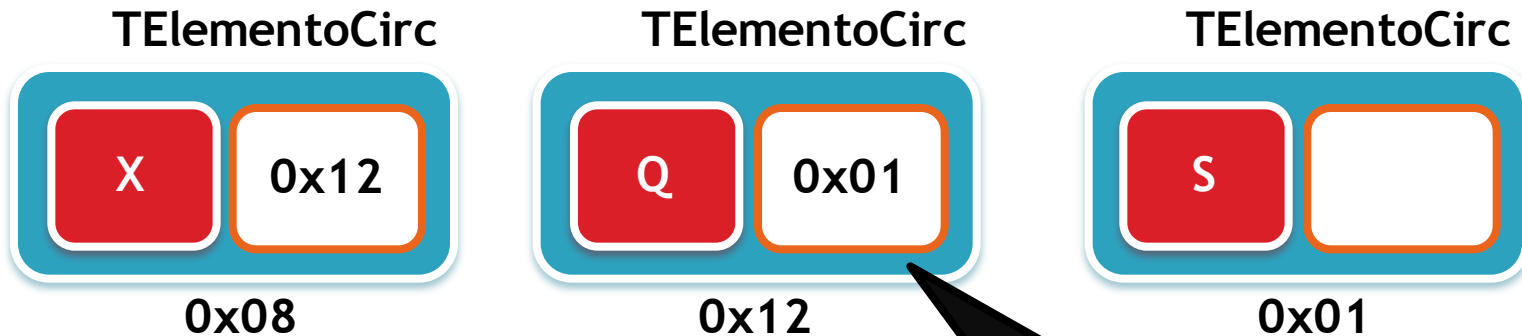 TElementoCirc TElementoCirc TElementoCirc
X 0x12 Q 0x01 S
0x08 0x12 0x01